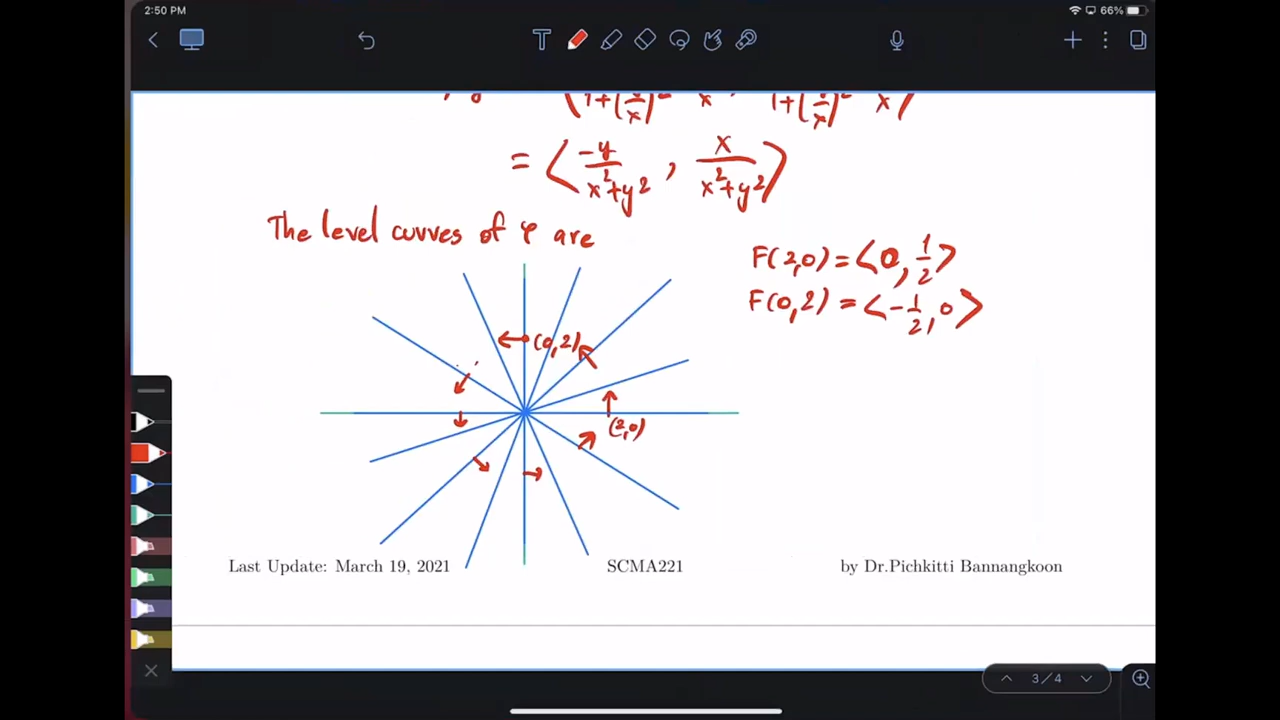 2:50 PM
66%
= ⟨ -y/(x²+y²) , x/(x²+y²) ⟩
The level curves of φ are
F(2,0) = ⟨0, 1/2⟩
F(0,2) = ⟨-1/2, 0⟩
(0,2)
(2,0)
Last Update: March 19, 2021 SCMA221 by Dr.Pichkitti Bannangkoon
3/4